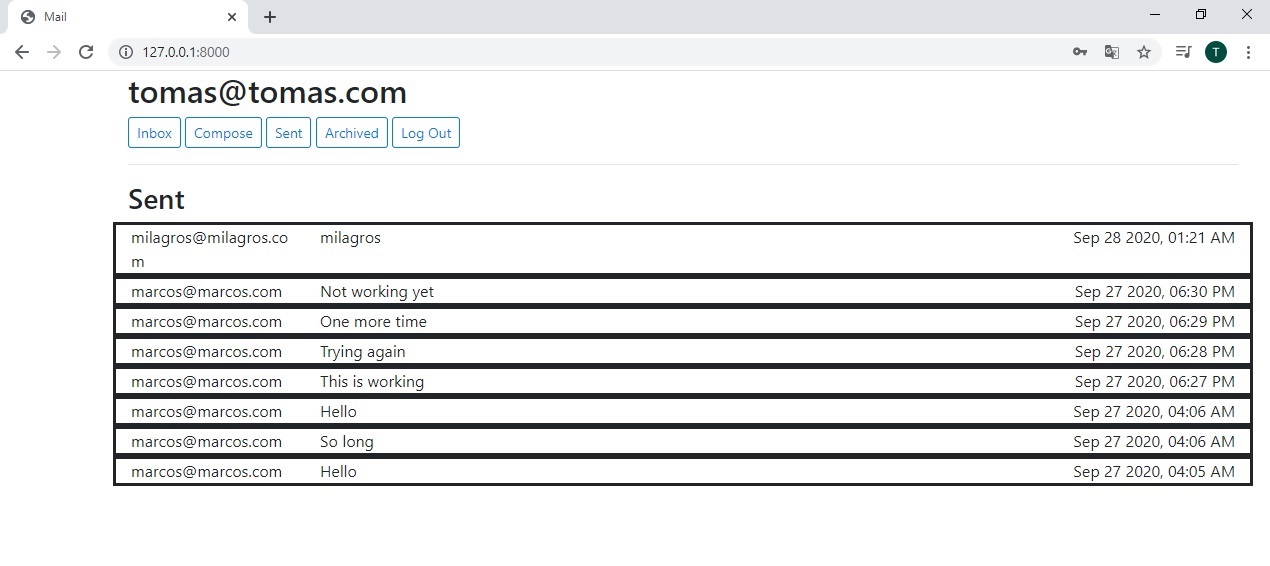 Mail
127.0.0.1:8000
T
tomas@tomas.com
Inbox Compose Sent Archived Log Out
Sent
milagros@milagros.co milagros Sep 28 2020, 01:21 AM
m
marcos@marcos.com Not working yet Sep 27 2020, 06:30 PM
marcos@marcos.com One more time Sep 27 2020, 06:29 PM
marcos@marcos.com Trying again Sep 27 2020, 06:28 PM
marcos@marcos.com This is working Sep 27 2020, 06:27 PM
marcos@marcos.com Hello Sep 27 2020, 04:06 AM
marcos@marcos.com So long Sep 27 2020, 04:06 AM
marcos@marcos.com Hello Sep 27 2020, 04:05 AM